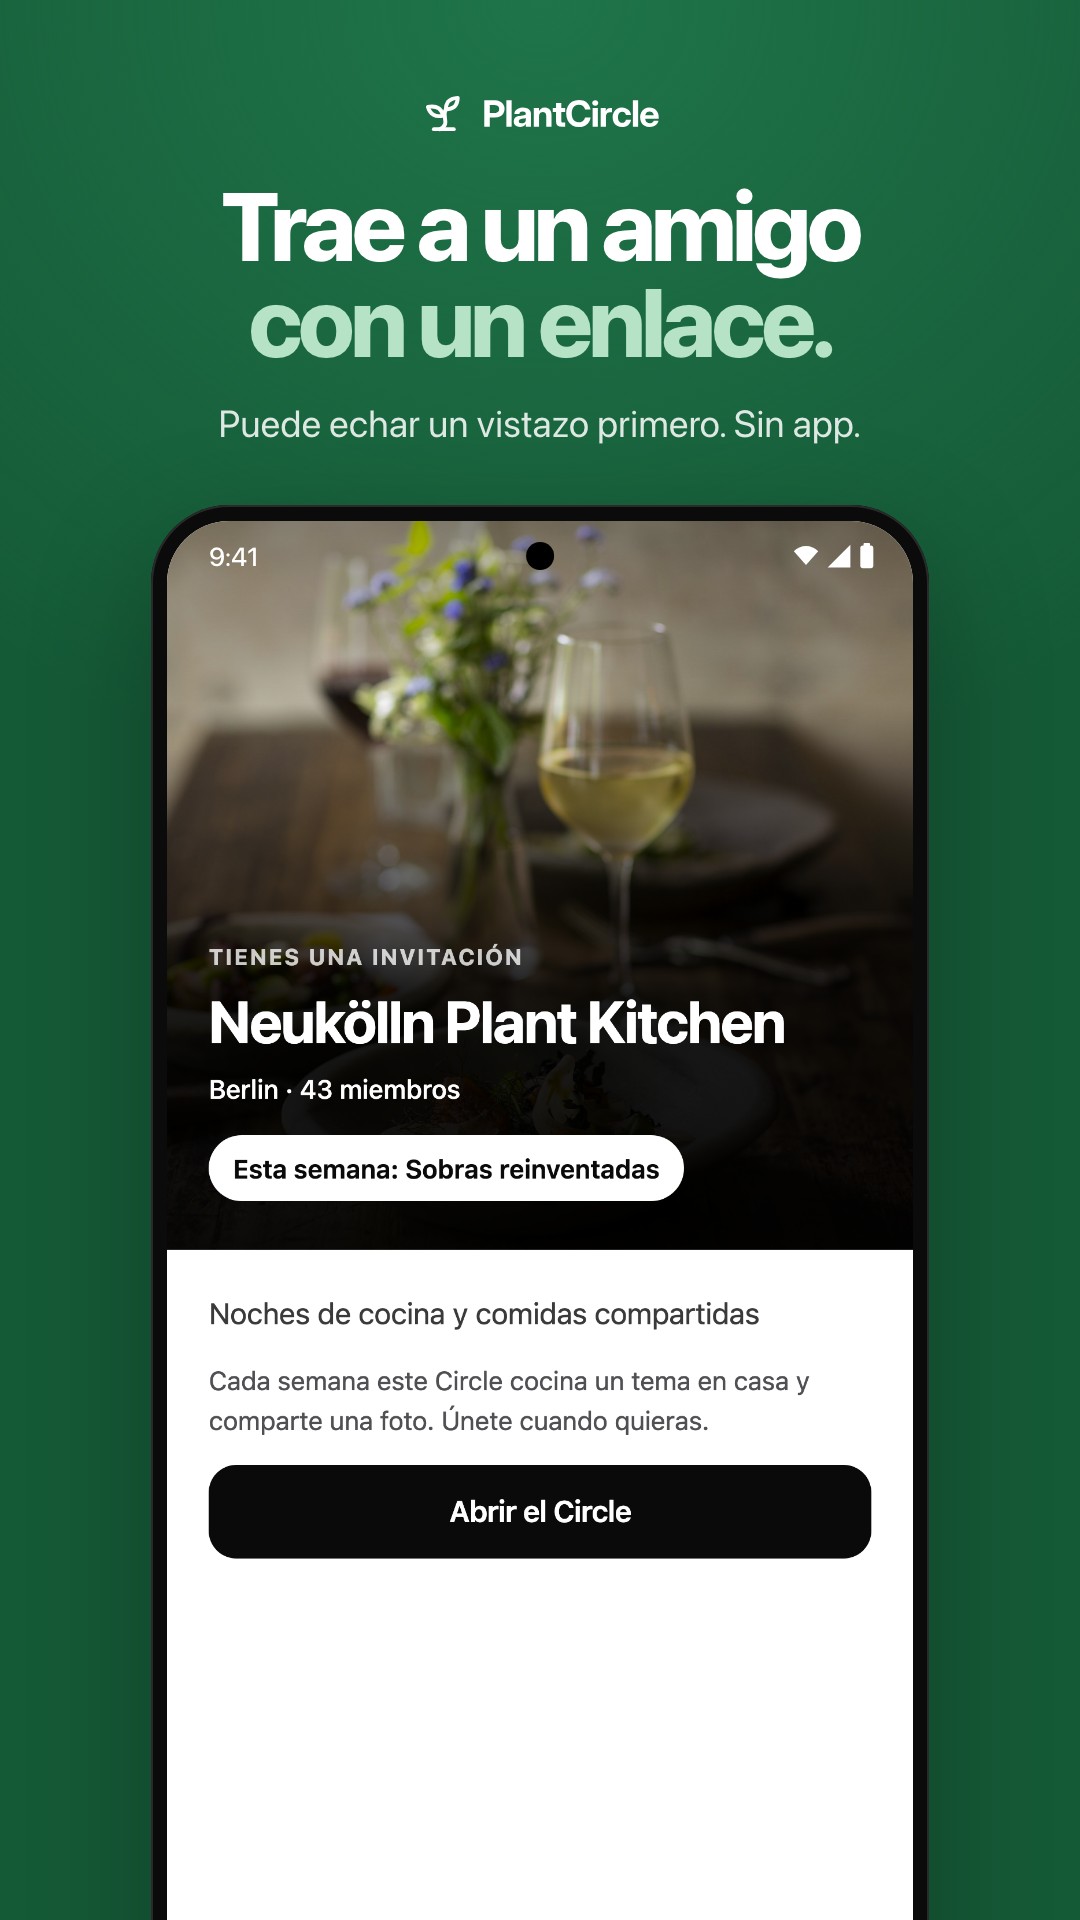 PlantCircle
Trae a un amigo
con un enlace.
Puede echar un vistazo primero. Sin app.
9:41
TIENES UNA INVITACIÓN
Neukölln Plant Kitchen
Berlin · 43 miembros
Esta semana: Sobras reinventadas
Noches de cocina y comidas compartidas
Cada semana este Circle cocina un tema en casa y
comparte una foto. Únete cuando quieras.
Abrir el Circle